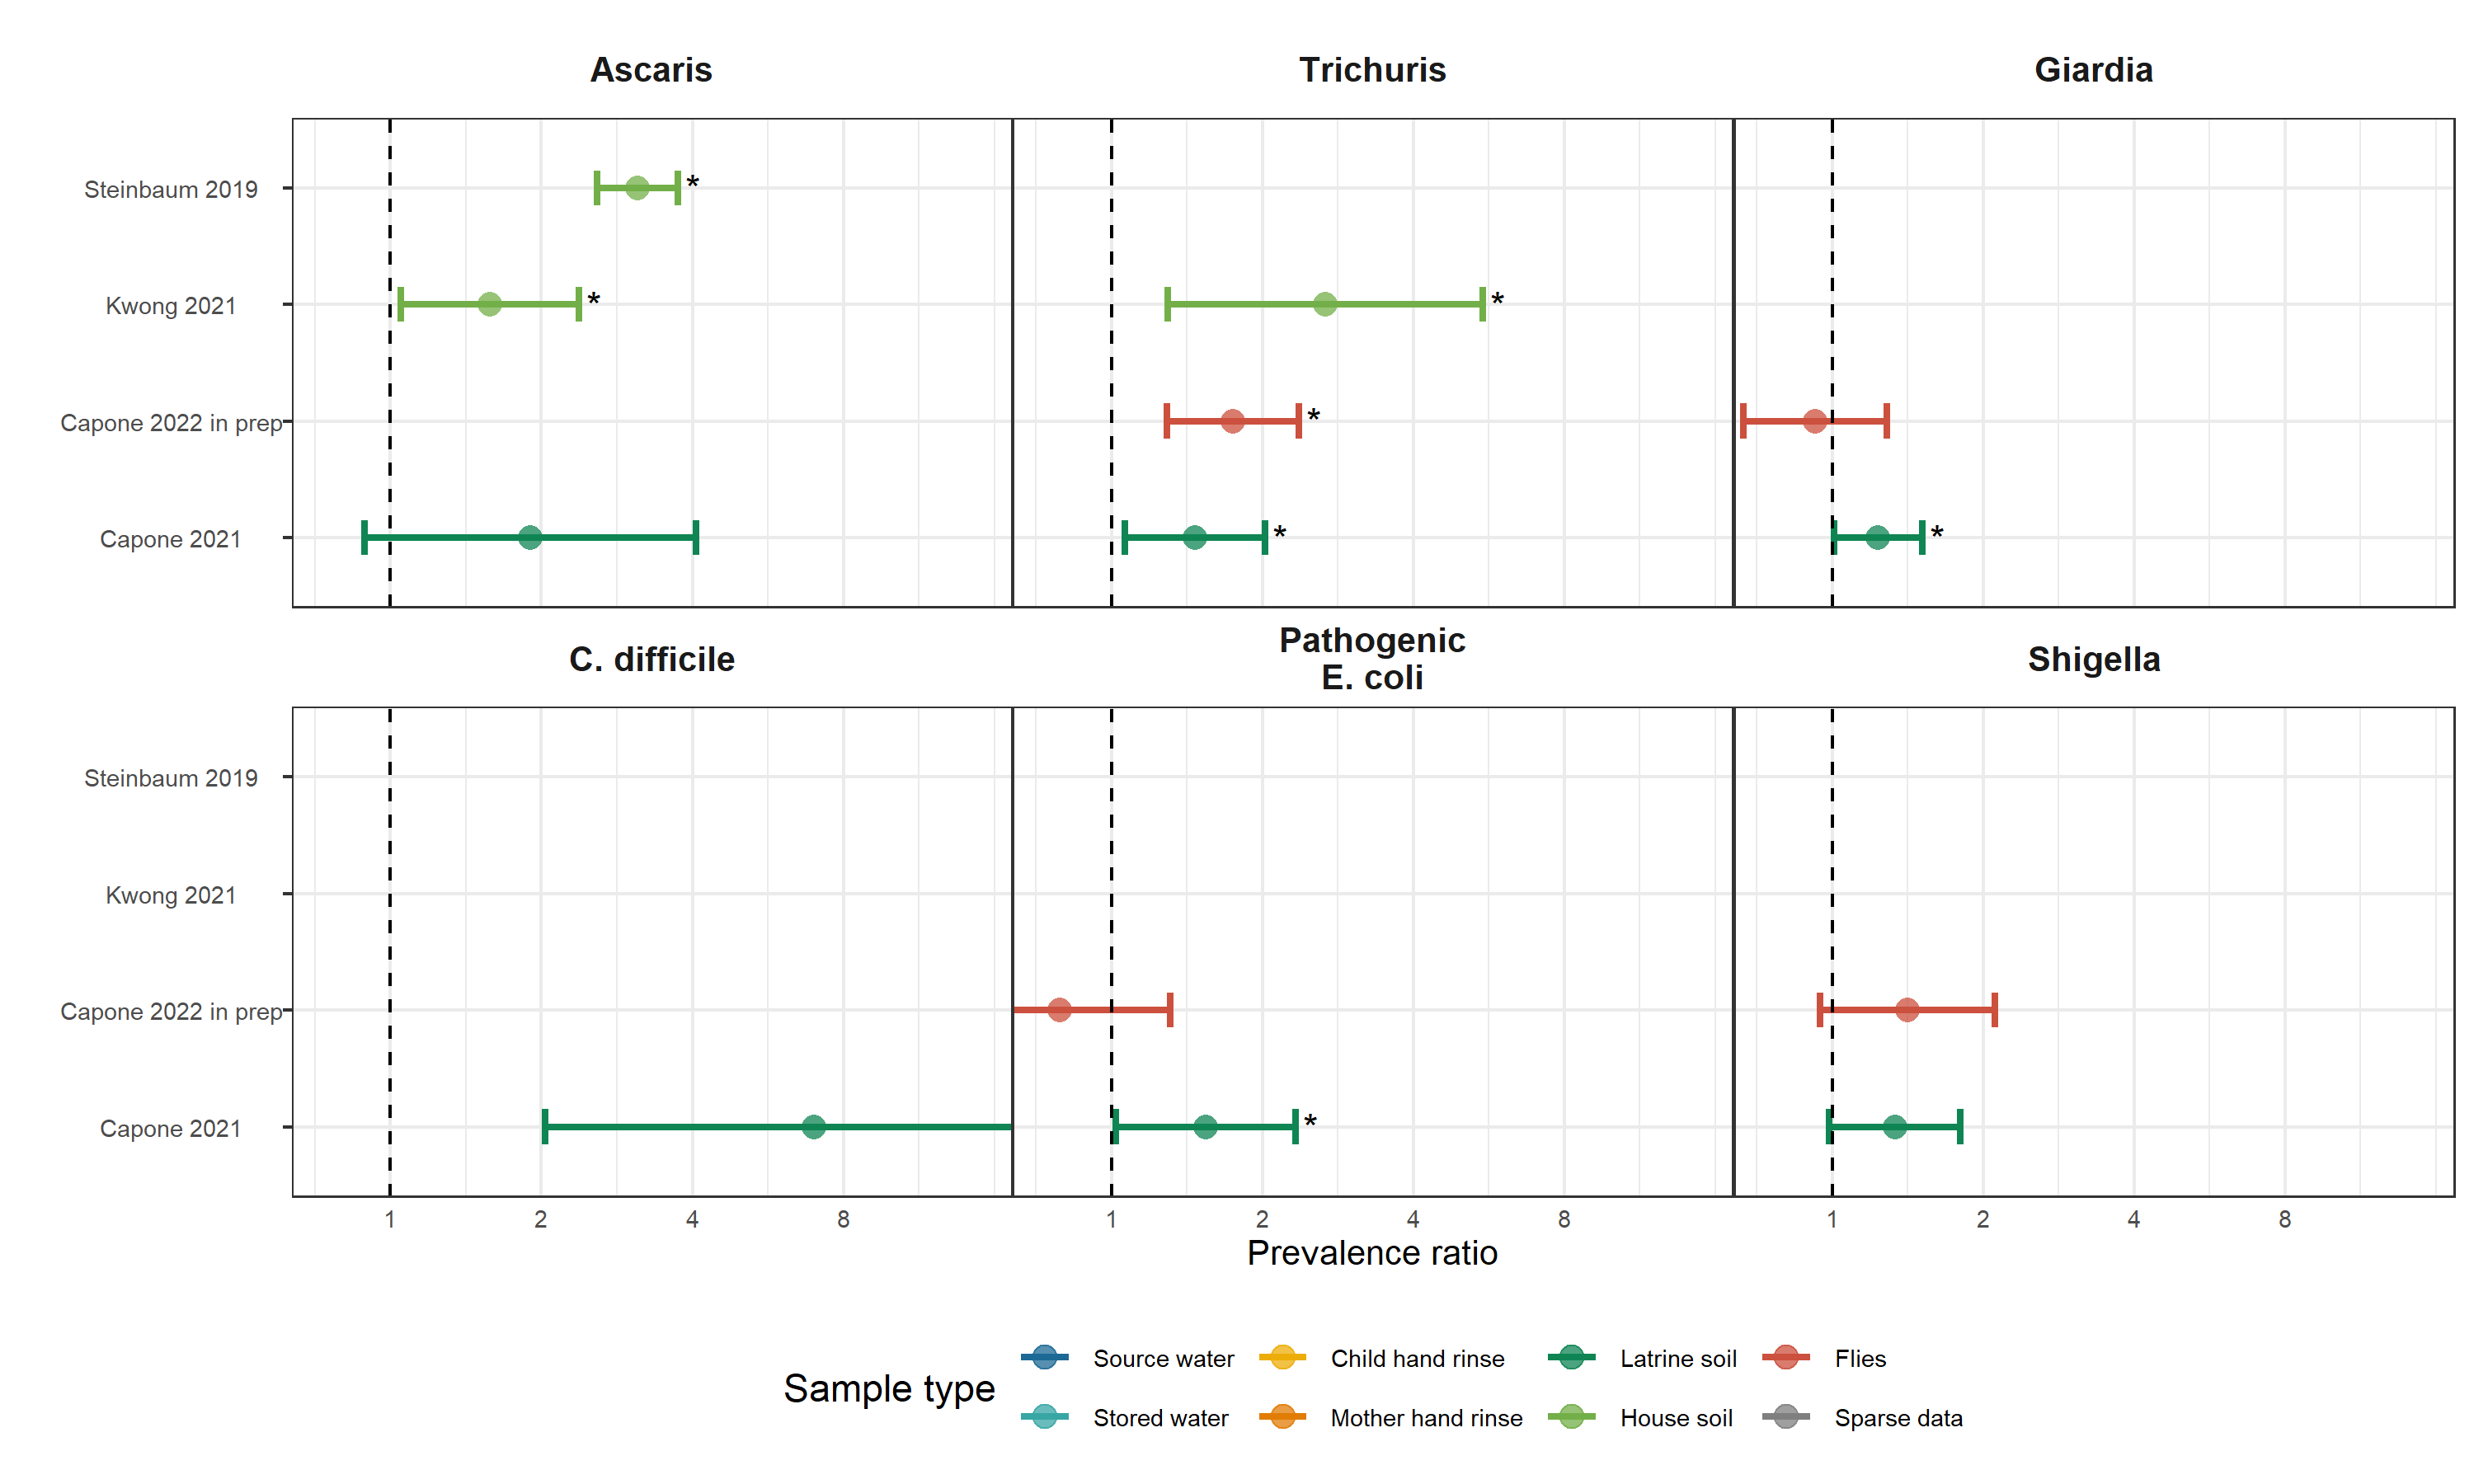 Ascaris Trichuris Giardia
Steinbaum 2019 *
Kwong 2021 * *
Capone 2022 in prep *
Capone 2021 * *
C. difficile Pathogenic E. coli Shigella
Steinbaum 2019
Kwong 2021
Capone 2022 in prep
Capone 2021 *
1 2 4 8 1 2 4 8 1 2 4 8
Prevalence ratio
Sample type
Source water Child hand rinse Latrine soil Flies
Stored water Mother hand rinse House soil Sparse data